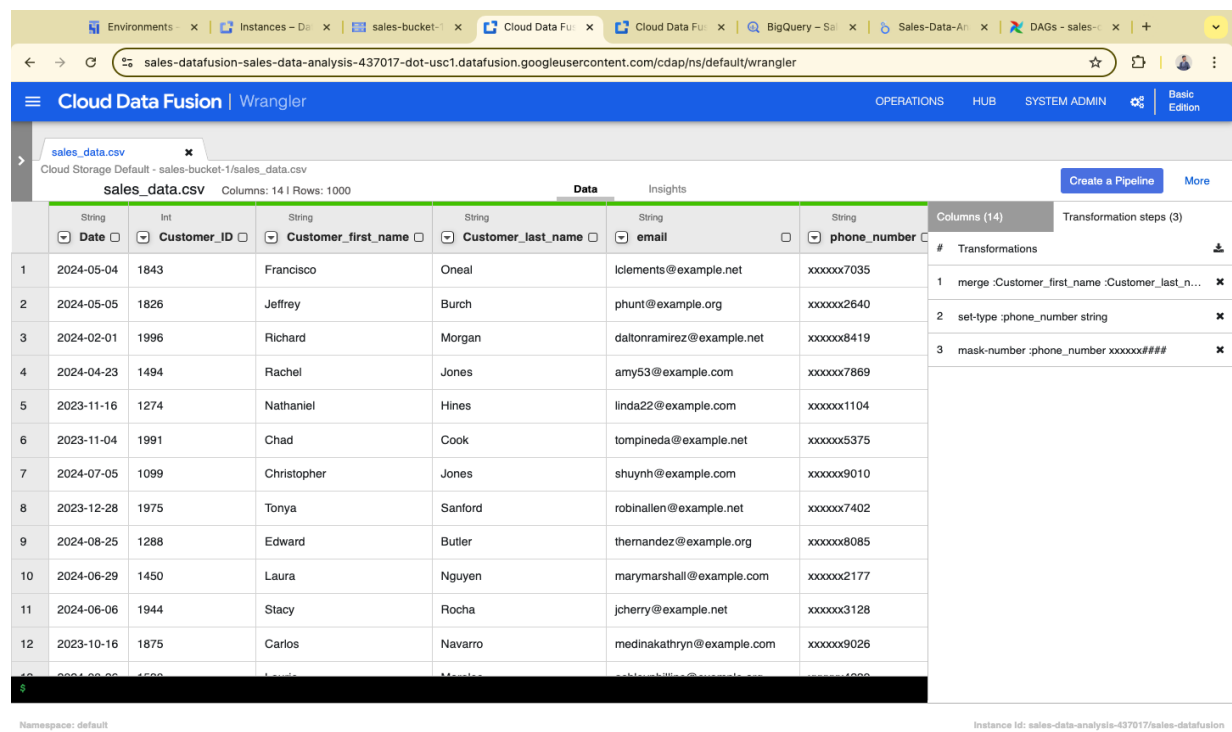 Environments -
Instances – Da
sales-bucket-1
Cloud Data Fus
Cloud Data Fus
BigQuery – Sal
Sales-Data-An
DAGs - sales-d
sales-datafusion-sales-data-analysis-437017-dot-usc1.datafusion.googleusercontent.com/cdap/ns/default/wrangler
Cloud Data Fusion | Wrangler
OPERATIONS HUB SYSTEM ADMIN Basic Edition
sales_data.csv
Cloud Storage Default - sales-bucket-1/sales_data.csv
sales_data.csv Columns: 14 | Rows: 1000 Data Insights Create a Pipeline More
String Int String String String String
Date Customer_ID Customer_first_name Customer_last_name email phone_number
1 2024-05-04 1843 Francisco Oneal lclements@example.net xxxxxx7035
2 2024-05-05 1826 Jeffrey Burch phunt@example.org xxxxxx2640
3 2024-02-01 1996 Richard Morgan daltonramirez@example.net xxxxxx8419
4 2024-04-23 1494 Rachel Jones amy53@example.com xxxxxx7869
5 2023-11-16 1274 Nathaniel Hines linda22@example.com xxxxxx1104
6 2023-11-04 1991 Chad Cook tompineda@example.net xxxxxx5375
7 2024-07-05 1099 Christopher Jones shuynh@example.com xxxxxx9010
8 2023-12-28 1975 Tonya Sanford robinallen@example.net xxxxxx7402
9 2024-08-25 1288 Edward Butler thernandez@example.org xxxxxx8085
10 2024-06-29 1450 Laura Nguyen marymarshall@example.com xxxxxx2177
11 2024-06-06 1944 Stacy Rocha jcherry@example.net xxxxxx3128
12 2023-10-16 1875 Carlos Navarro medinakathryn@example.com xxxxxx9026
Columns (14) Transformation steps (3)
# Transformations
1 merge :Customer_first_name :Customer_last_n...
2 set-type :phone_number string
3 mask-number :phone_number xxxxxx####
$
Namespace: default
Instance Id: sales-data-analysis-437017/sales-datafusion